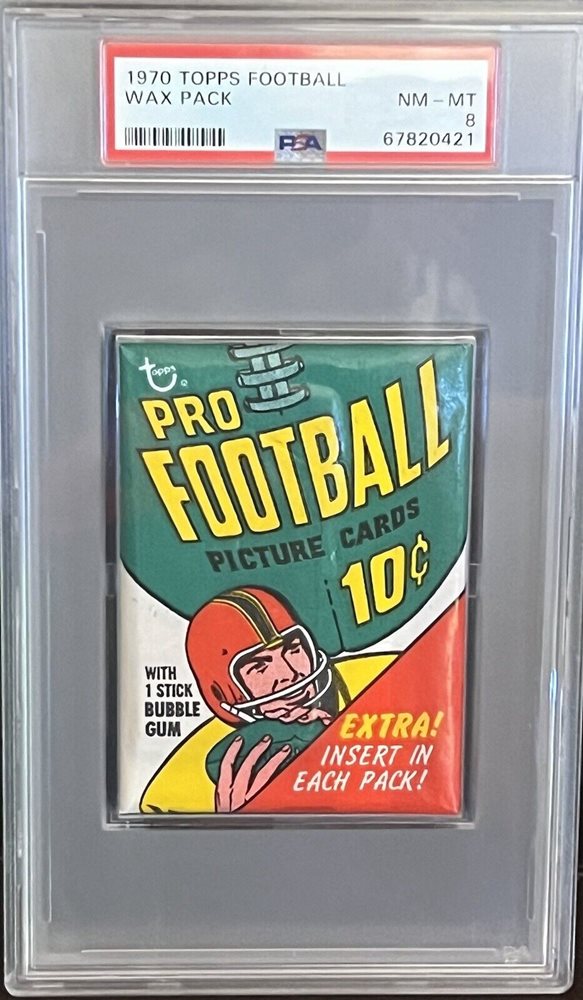 1970 TOPPS FOOTBALL
WAX PACK
NM - MT
8
PSA
67820421
topps
PRO
FOOTBALL
PICTURE CARDS
10¢
WITH
1 STICK
BUBBLE
GUM
EXTRA!
INSERT IN
EACH PACK!